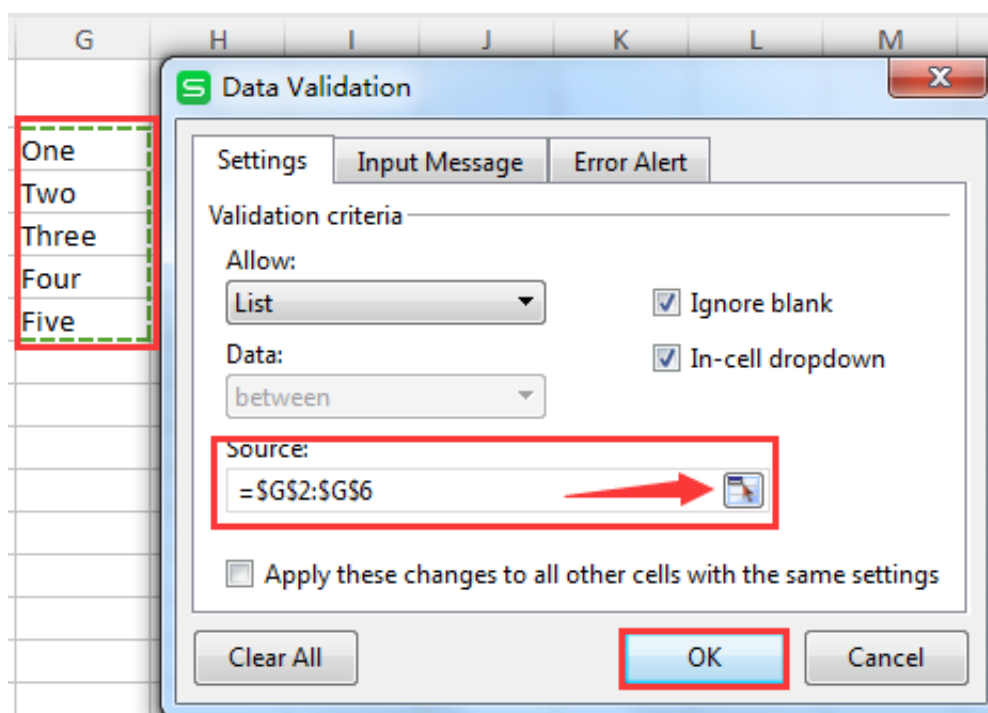 G H I J K L M
S Data Validation x
One
Two
Three
Four
Five
Settings Input Message Error Alert
Validation criteria
Allow:
List
Ignore blank
Data:
In-cell dropdown
between
Source:
=$G$2:$G$6
Apply these changes to all other cells with the same settings
Clear All OK Cancel